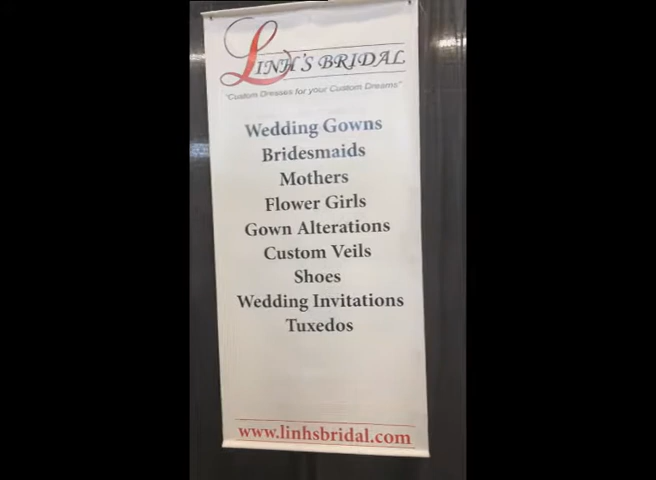 LINH'S BRIDAL
"Custom Dresses for your Custom Dreams"
Wedding Gowns
Bridesmaids
Mothers
Flower Girls
Gown Alterations
Custom Veils
Shoes
Wedding Invitations
Tuxedos
www.linhsbridal.com